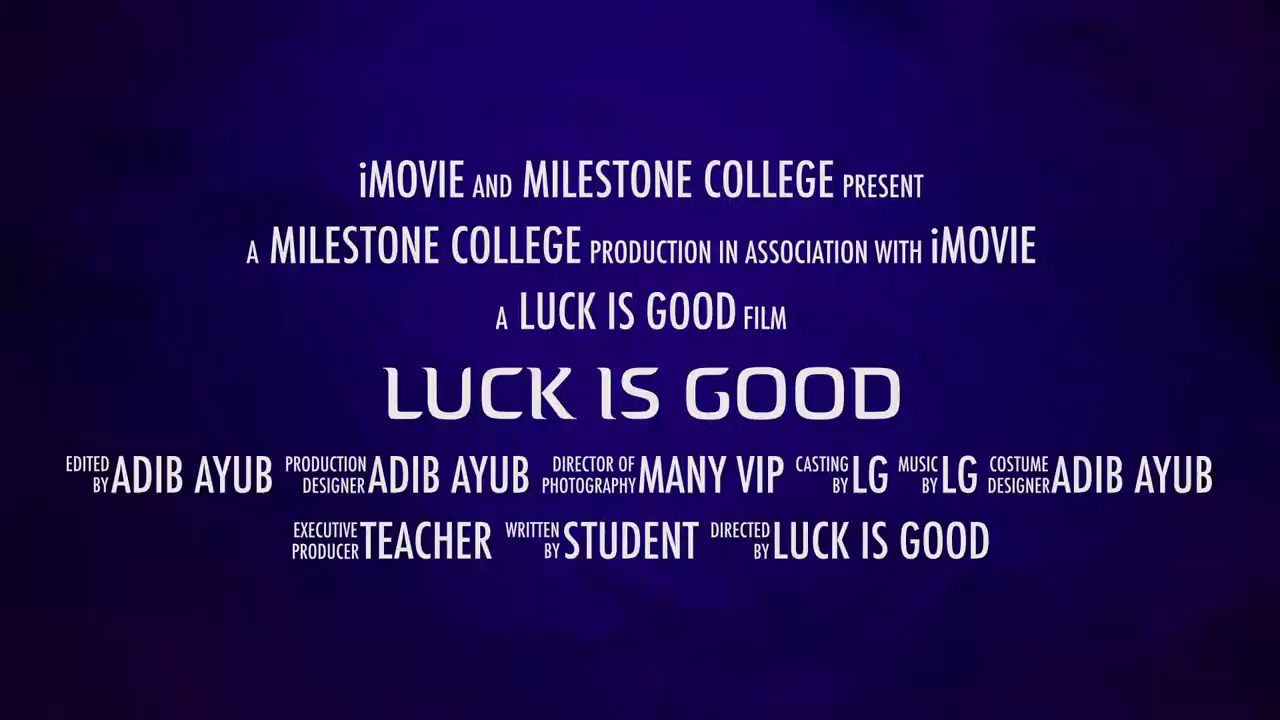 iMOVIE AND MILESTONE COLLEGE PRESENT
A MILESTONE COLLEGE PRODUCTION IN ASSOCIATION WITH iMOVIE
A LUCK IS GOOD FILM
LUCK IS GOOD
EDITED BY ADIB AYUB PRODUCTION DESIGNER ADIB AYUB DIRECTOR OF PHOTOGRAPHY MANY VIP CASTING BY LG MUSIC BY LG COSTUME DESIGNER ADIB AYUB
EXECUTIVE PRODUCER TEACHER WRITTEN BY STUDENT DIRECTED BY LUCK IS GOOD